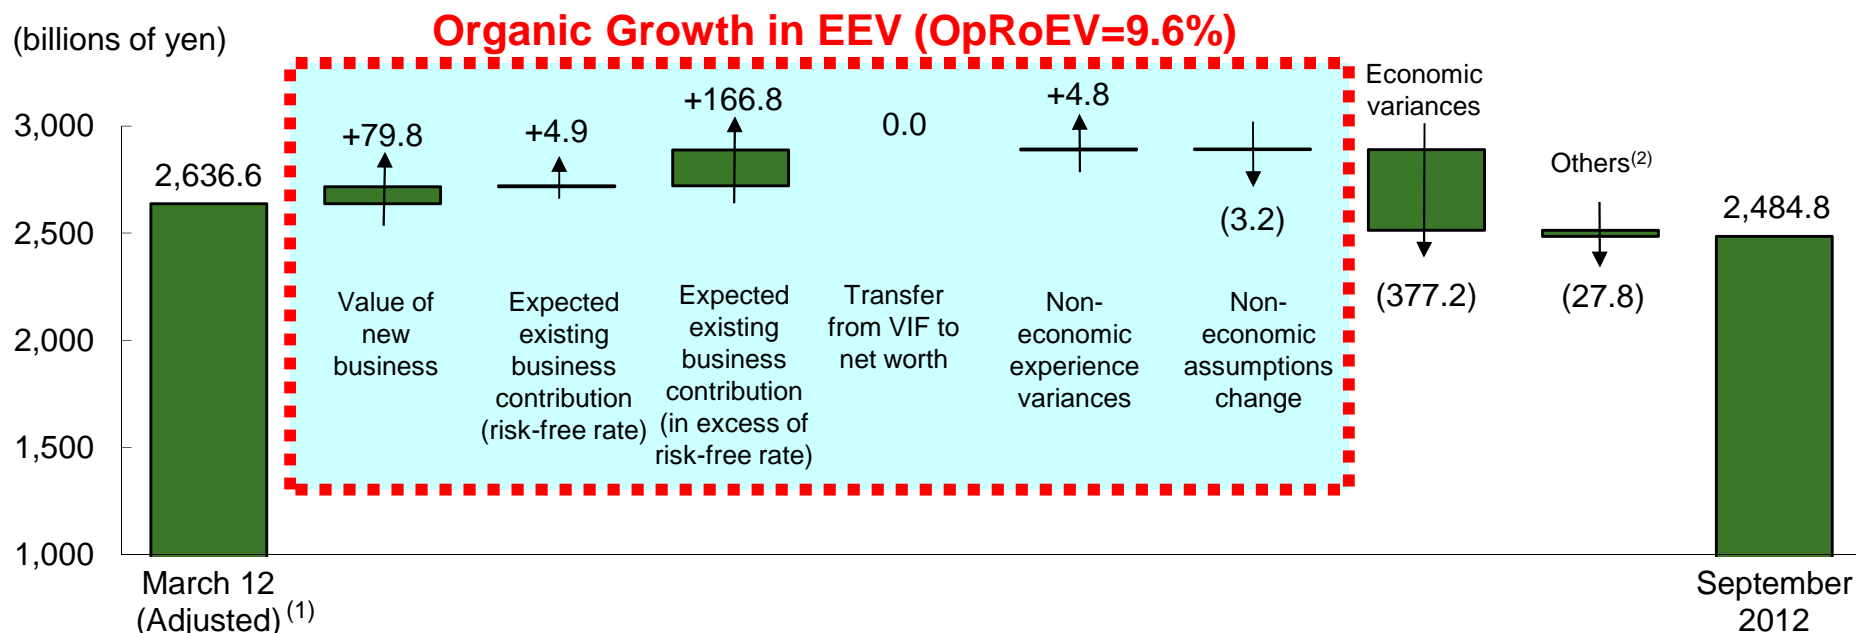 Organic Growth in EEV (OpRoEV=9.6%)
(billions of yen)
3,000
2,500
2,000
1,500
1,000
2,636.6
+79.8
+4.9
+166.8
0.0
+4.8
(3.2)
Economic
variances
(377.2)
Others(2)
(27.8)
2,484.8
Value of
new
business
Expected
existing
business
contribution
(risk-free rate)
Expected
existing
business
contribution
(in excess of
risk-free rate)
Transfer
from VIF to
net worth
Non-
economic
experience
variances
Non-
economic
assumptions
change
March 12
(Adjusted) (1)
September
2012